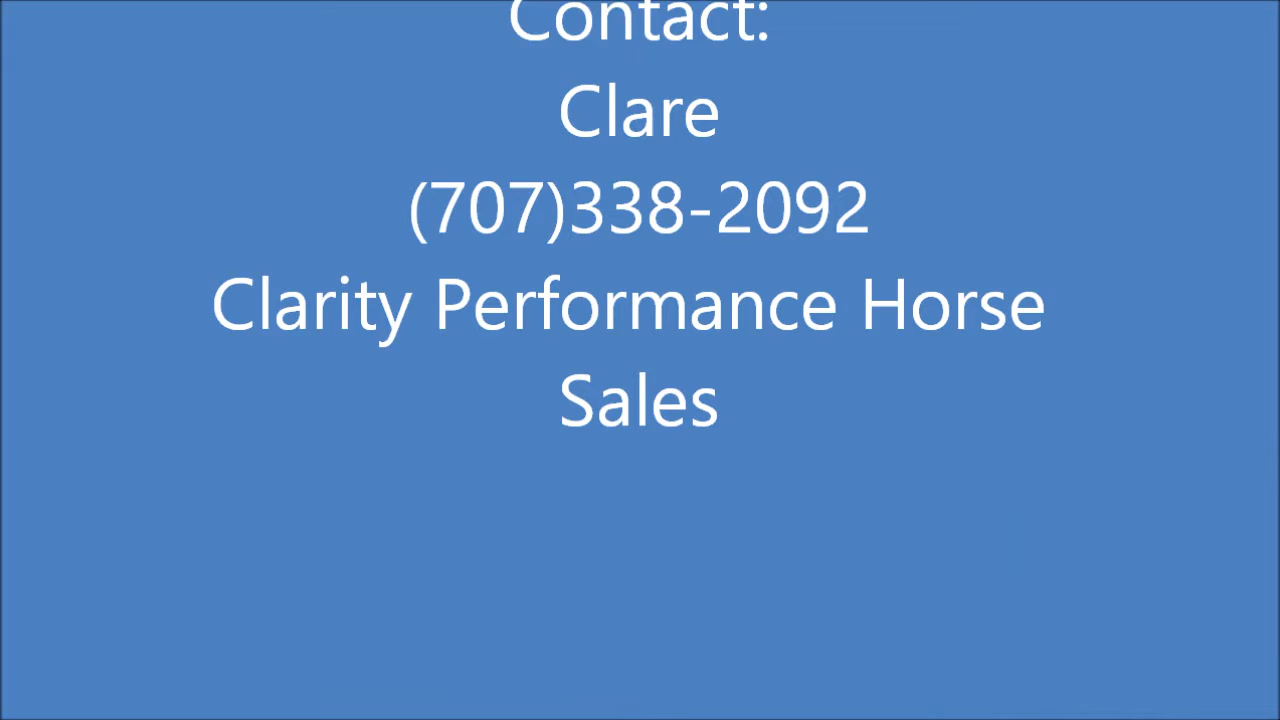 Contact:
Clare
(707)338-2092
Clarity Performance Horse
Sales